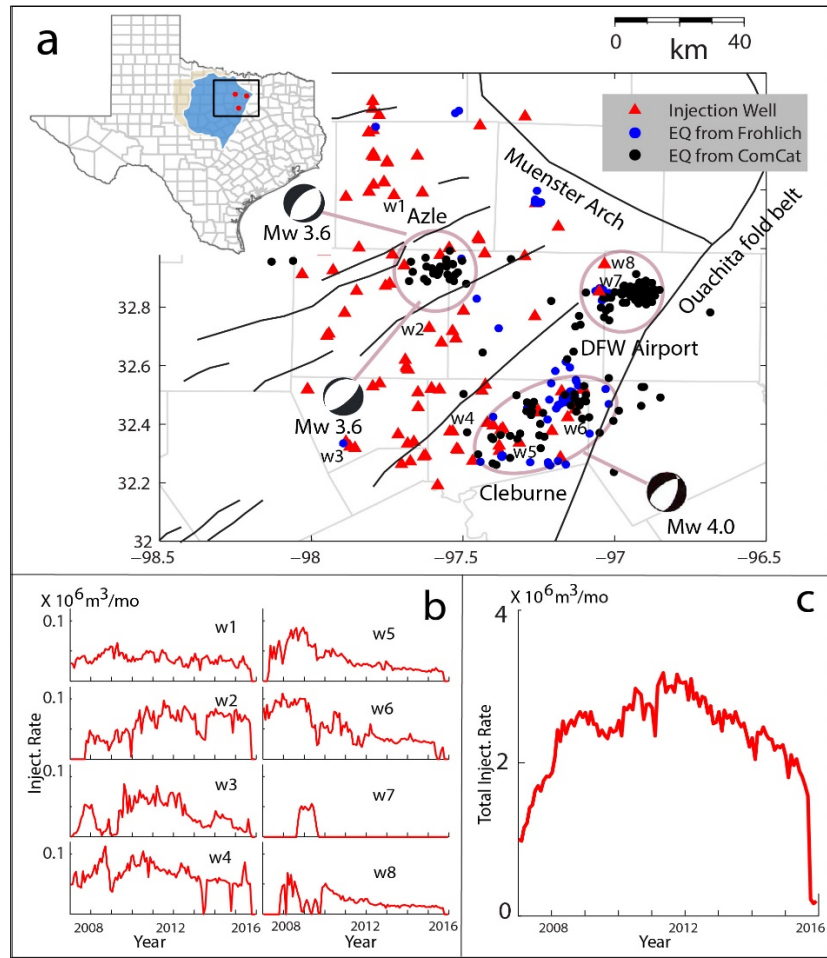 a
0 20 40
km
Injection Well
EQ from Frohlich
EQ from ComCat
Muenster Arch
Ouachita fold belt
w1
Azle
Mw 3.6
w8
w7
32.8
w2
DFW Airport
32.6
Mw 3.6
32.4
w4
w6
w3
w5
32.2
Cleburne
Mw 4.0
32
−98.5 −98 −97.5 −97 −96.5
b
X 10⁶m³/mo
Inject. Rate
0.1 w1 w5
0.1 w2 w6
0.1 w3 w7
0.1 w4 w8
2008 2012 2016 2008 2012 2016
Year Year
c
X 10⁶m³/mo
4
2
0
Total Inject. Rate
2008 2012 2016
Year